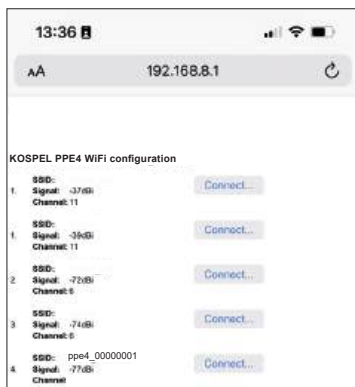 13:36
AA 192.168.8.1
KOSPEL PPE4 WiFi configuration
SSID:
1. Signal: -37dBi Connect...
Channel: 11
SSID:
1. Signal: -39dBi Connect...
Channel: 11
SSID:
2 Signal: -72dBi Connect...
Channel: 6
SSID:
3 Signal: -74dBi Connect...
Channel: 6
SSID: ppe4_00000001
4. Signal: -77dBi Connect...
Channel